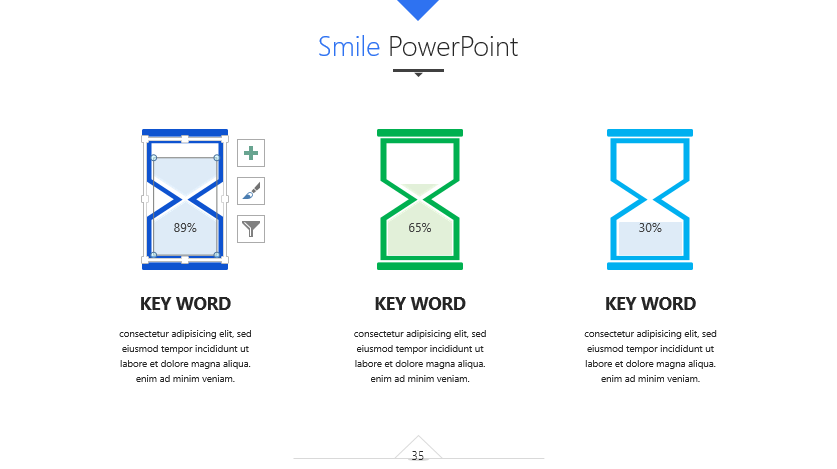 Smile PowerPoint
89%
65%
30%
KEY WORD
consectetur adipisicing elit, sed
eiusmod tempor incididunt ut
labore et dolore magna aliqua.
enim ad minim veniam.
KEY WORD
consectetur adipisicing elit, sed
eiusmod tempor incididunt ut
labore et dolore magna aliqua.
enim ad minim veniam.
KEY WORD
consectetur adipisicing elit, sed
eiusmod tempor incididunt ut
labore et dolore magna aliqua.
enim ad minim veniam.
35